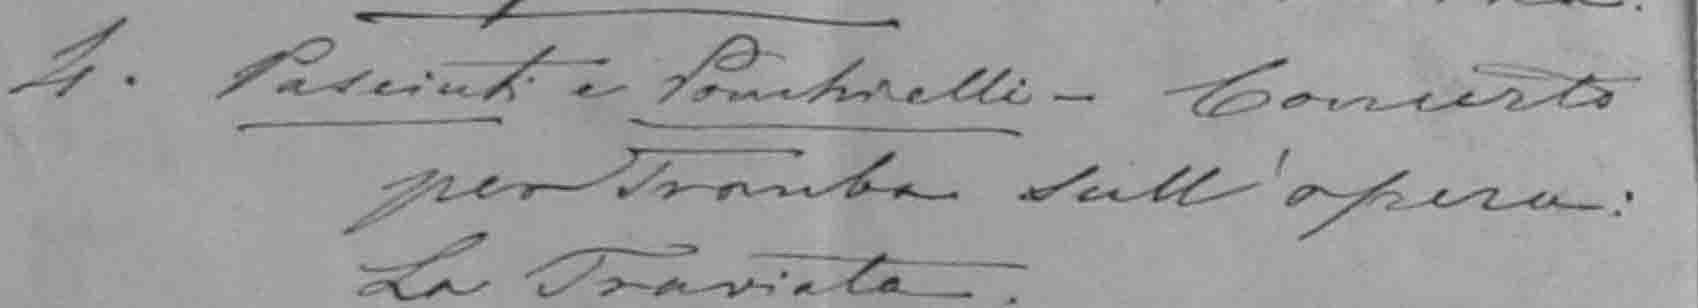 4. Pasciuti e Ponchielli - Concerto
per Tromba sull'opera:
La Traviata.